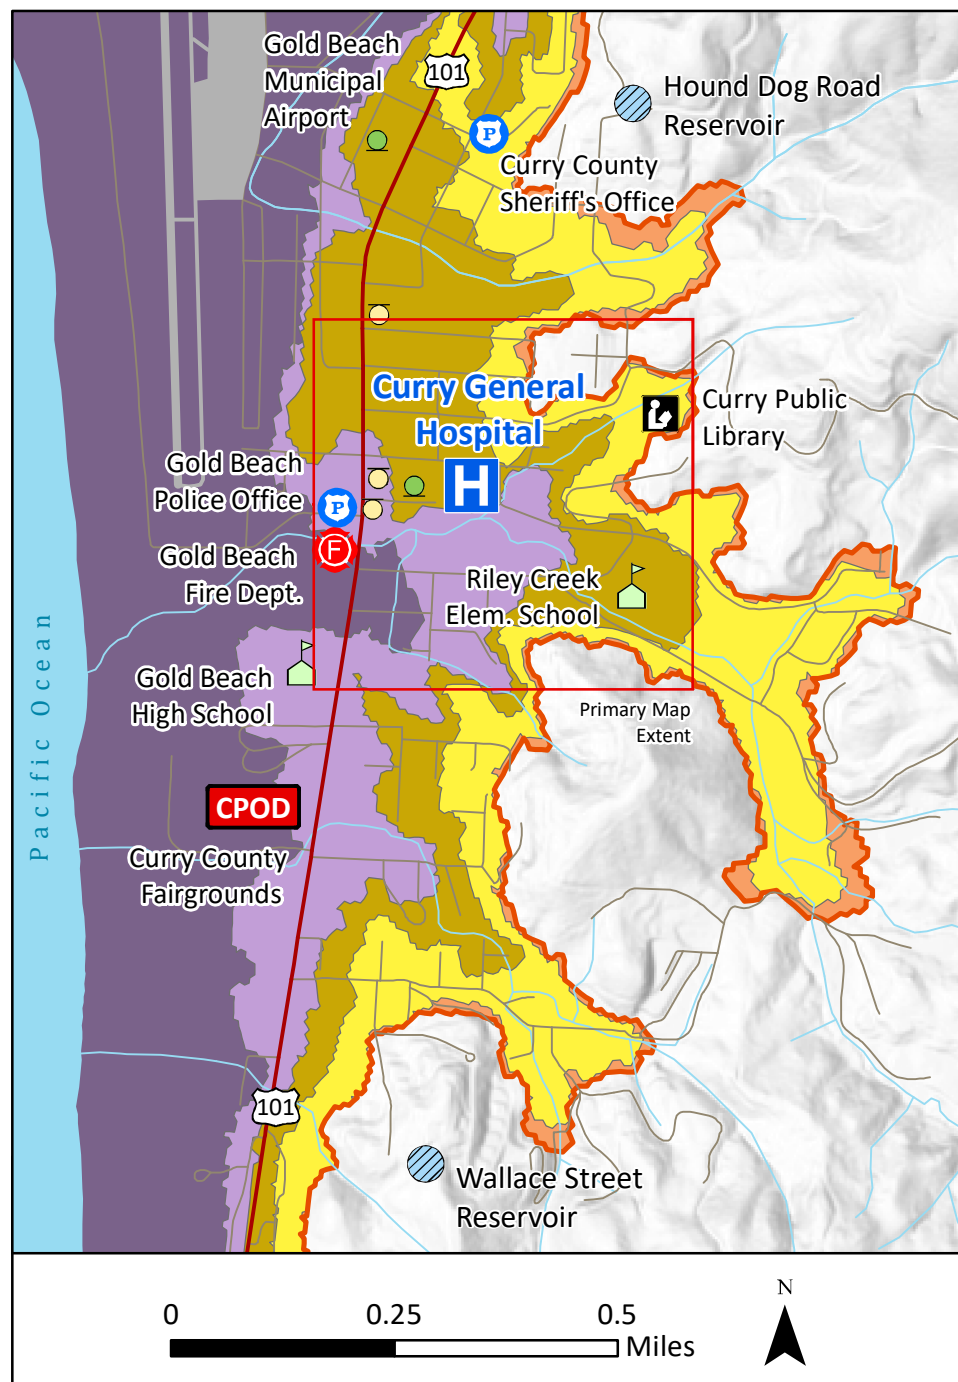 Gold Beach
Municipal
Airport
101
Hound Dog Road
Reservoir
P
Curry County
Sheriff's Office
Curry General
Hospital
H
Curry Public
Library
Gold Beach
Police Office
P
Gold Beach
Fire Dept.
F
Riley Creek
Elem. School
Gold Beach
High School
Primary Map
Extent
Pacific Ocean
CPOD
Curry County
Fairgrounds
101
Wallace Street
Reservoir
0 0.25 0.5
Miles
N